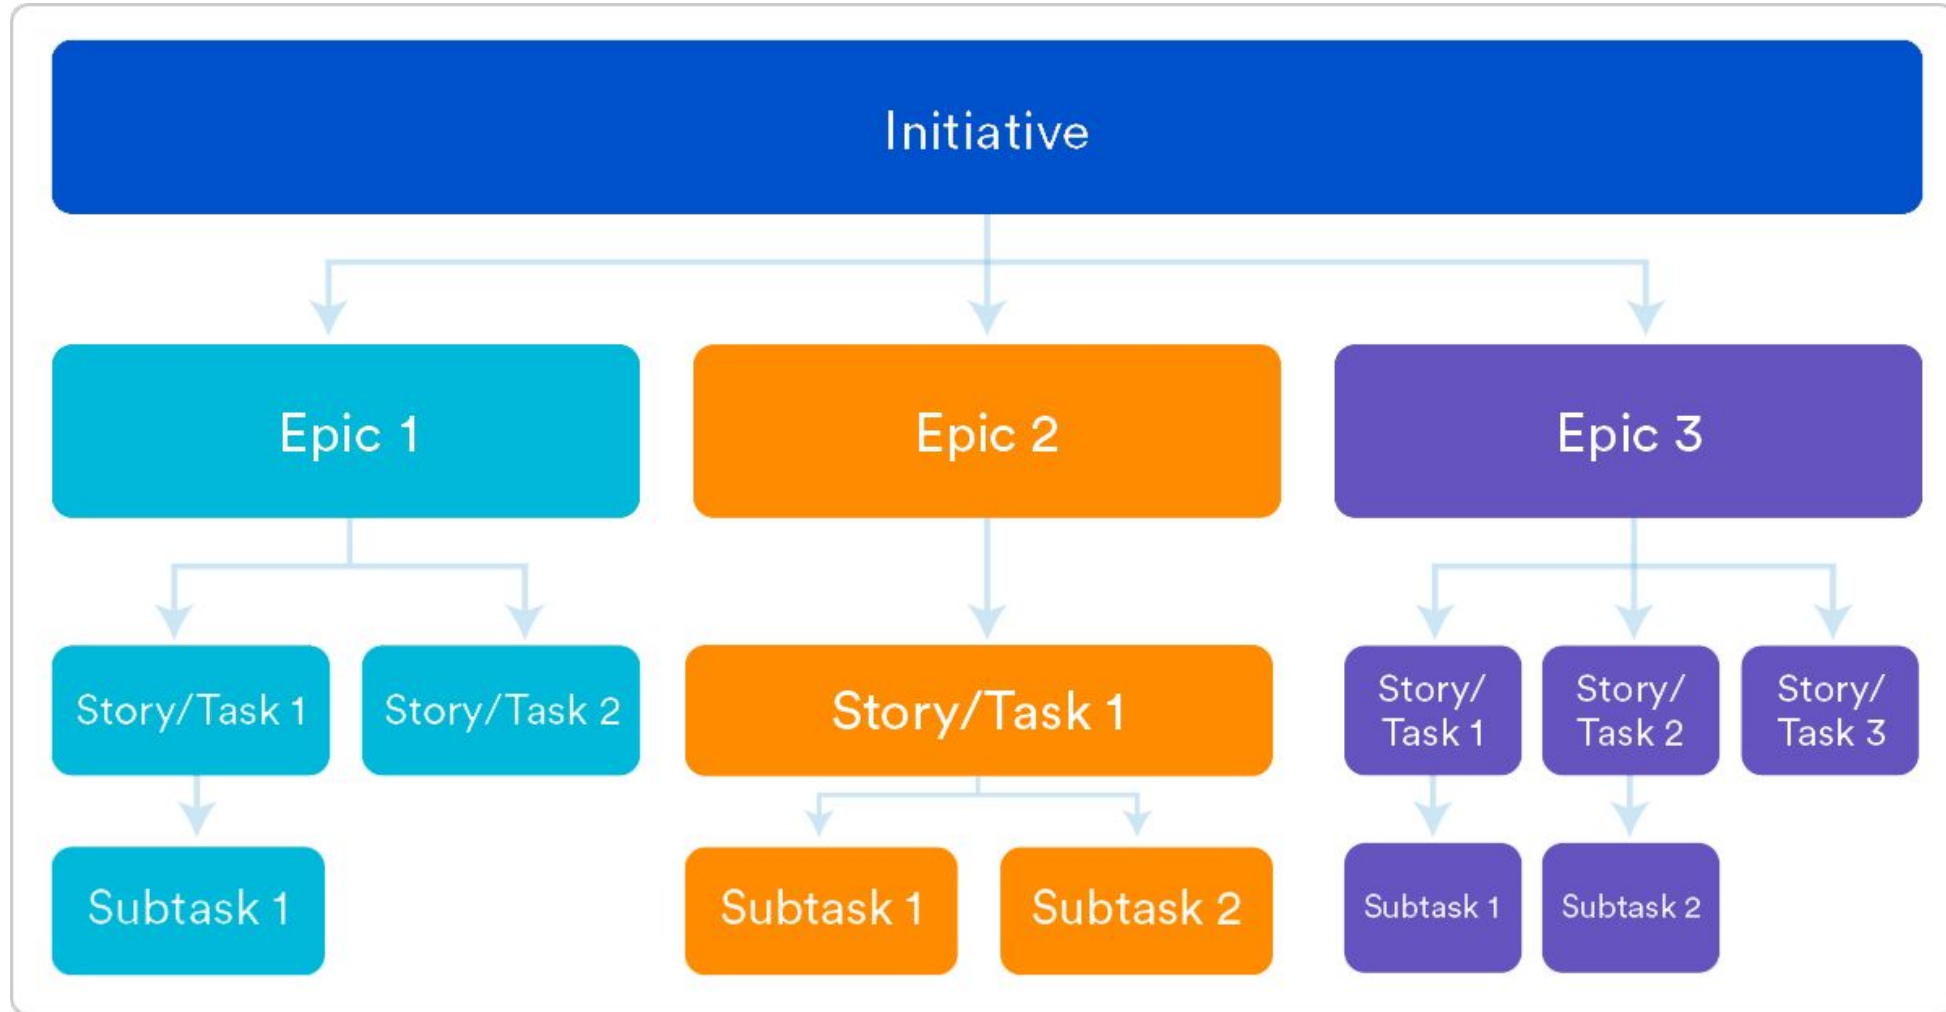 Initiative
Epic 1
Epic 2
Epic 3
Story/Task 1
Story/Task 2
Story/Task 1
Story/
Task 1
Story/
Task 2
Story/
Task 3
Subtask 1
Subtask 1
Subtask 2
Subtask 1
Subtask 2